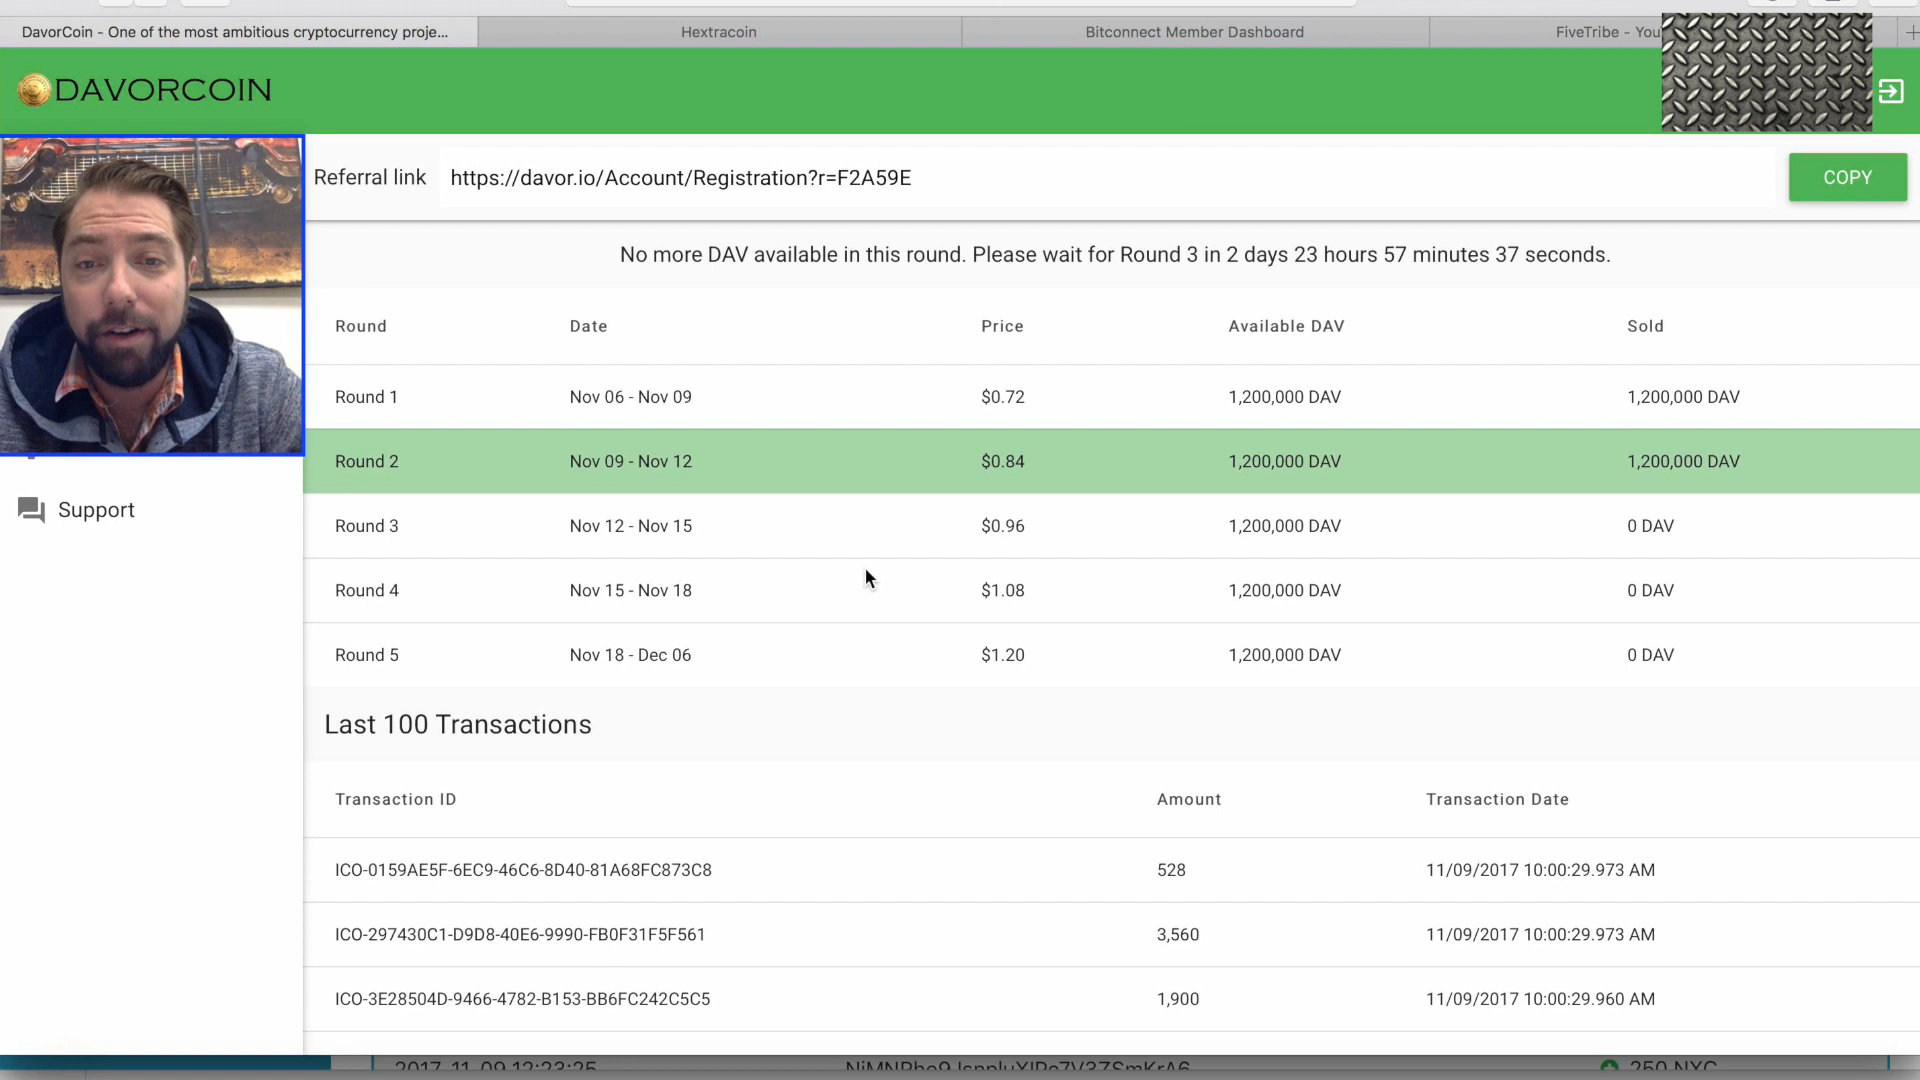 DavorCoin - One of the most ambitious cryptocurrency proje...
Hextracoin
Bitconnect Member Dashboard
FiveTribe - You
DAVORCOIN
Referral link
https://davor.io/Account/Registration?r=F2A59E
COPY
No more DAV available in this round. Please wait for Round 3 in 2 days 23 hours 57 minutes 37 seconds.
Round Date Price Available DAV Sold
Round 1 Nov 06 - Nov 09 $0.72 1,200,000 DAV 1,200,000 DAV
Round 2 Nov 09 - Nov 12 $0.84 1,200,000 DAV 1,200,000 DAV
Round 3 Nov 12 - Nov 15 $0.96 1,200,000 DAV 0 DAV
Round 4 Nov 15 - Nov 18 $1.08 1,200,000 DAV 0 DAV
Round 5 Nov 18 - Dec 06 $1.20 1,200,000 DAV 0 DAV
Support
Last 100 Transactions
Transaction ID Amount Transaction Date
ICO-0159AE5F-6EC9-46C6-8D40-81A68FC873C8 528 11/09/2017 10:00:29.973 AM
ICO-297430C1-D9D8-40E6-9990-FB0F31F5F561 3,560 11/09/2017 10:00:29.973 AM
ICO-3E28504D-9466-4782-B153-BB6FC242C5C5 1,900 11/09/2017 10:00:29.960 AM
2017-11-09 12:23:25 250 NYC